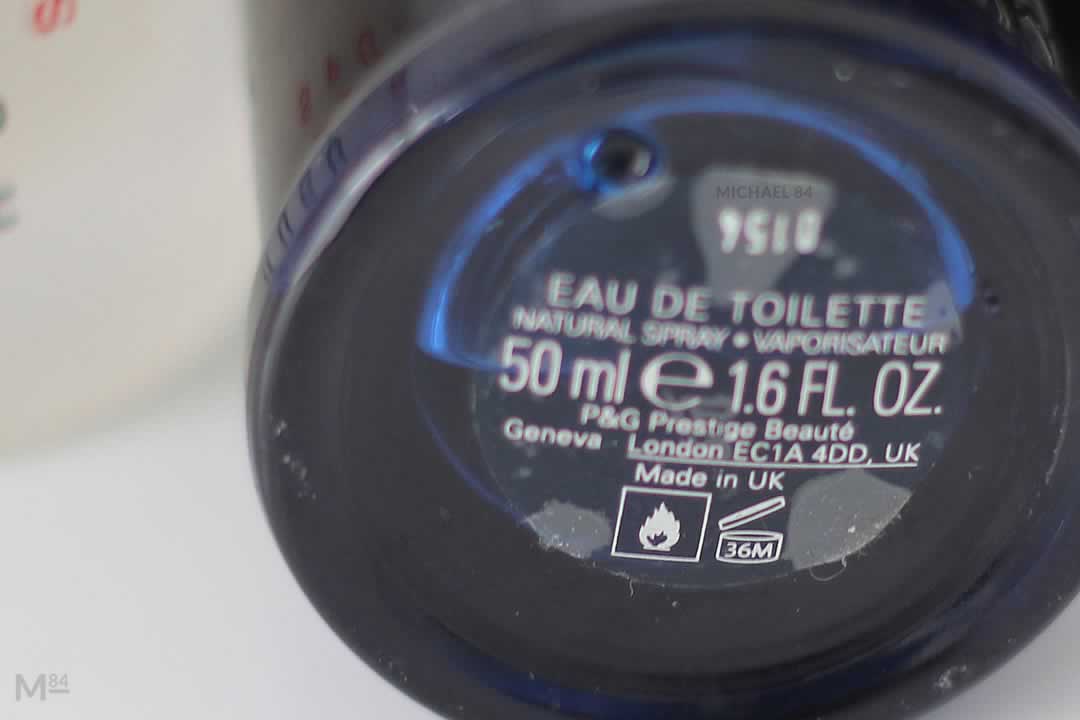 MICHAEL 84
EAU DE TOILETTE
NATURAL SPRAY • VAPORISATEUR
50 ml e 1.6 FL. OZ.
P&G Prestige Beauté
Geneva London EC1A 4DD, UK
Made in UK
36M
M84